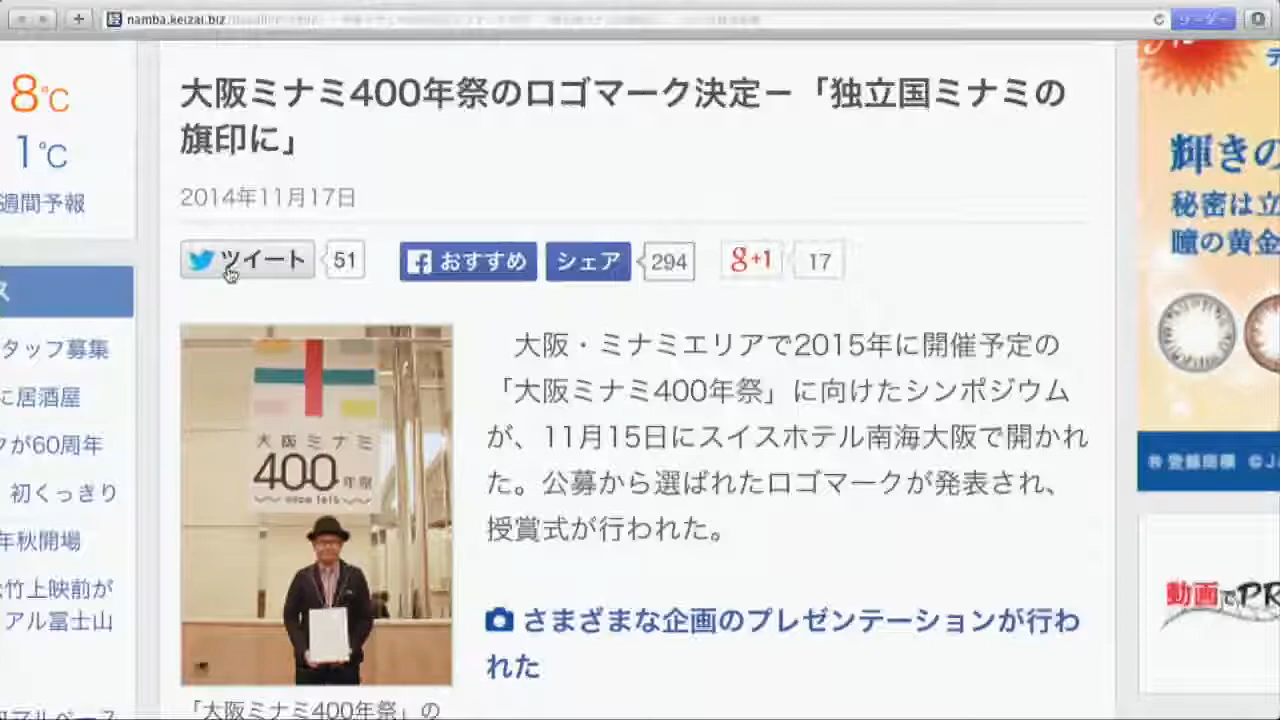 namba.keizai.biz
リーダー
8℃
1℃
週間予報
ス
タッフ募集
に居酒屋
クが60周年
初くっきり
年秋開場
松竹上映前が
アル冨士山
大阪ミナミ400年祭のロゴマーク決定－「独立国ミナミの
旗印に」
2014年11月17日
ツイート 51 おすすめ シェア 294 g+1 17
大阪ミナミ
400年祭
since 1615
大阪・ミナミエリアで2015年に開催予定の
「大阪ミナミ400年祭」に向けたシンポジウム
が、11月15日にスイスホテル南海大阪で開かれ
た。公募から選ばれたロゴマークが発表され、
授賞式が行われた。
さまざまな企画のプレゼンテーションが行わ
れた
「大阪ミナミ400年祭」の
輝きの
秘密は立
瞳の黄金
動画でPR